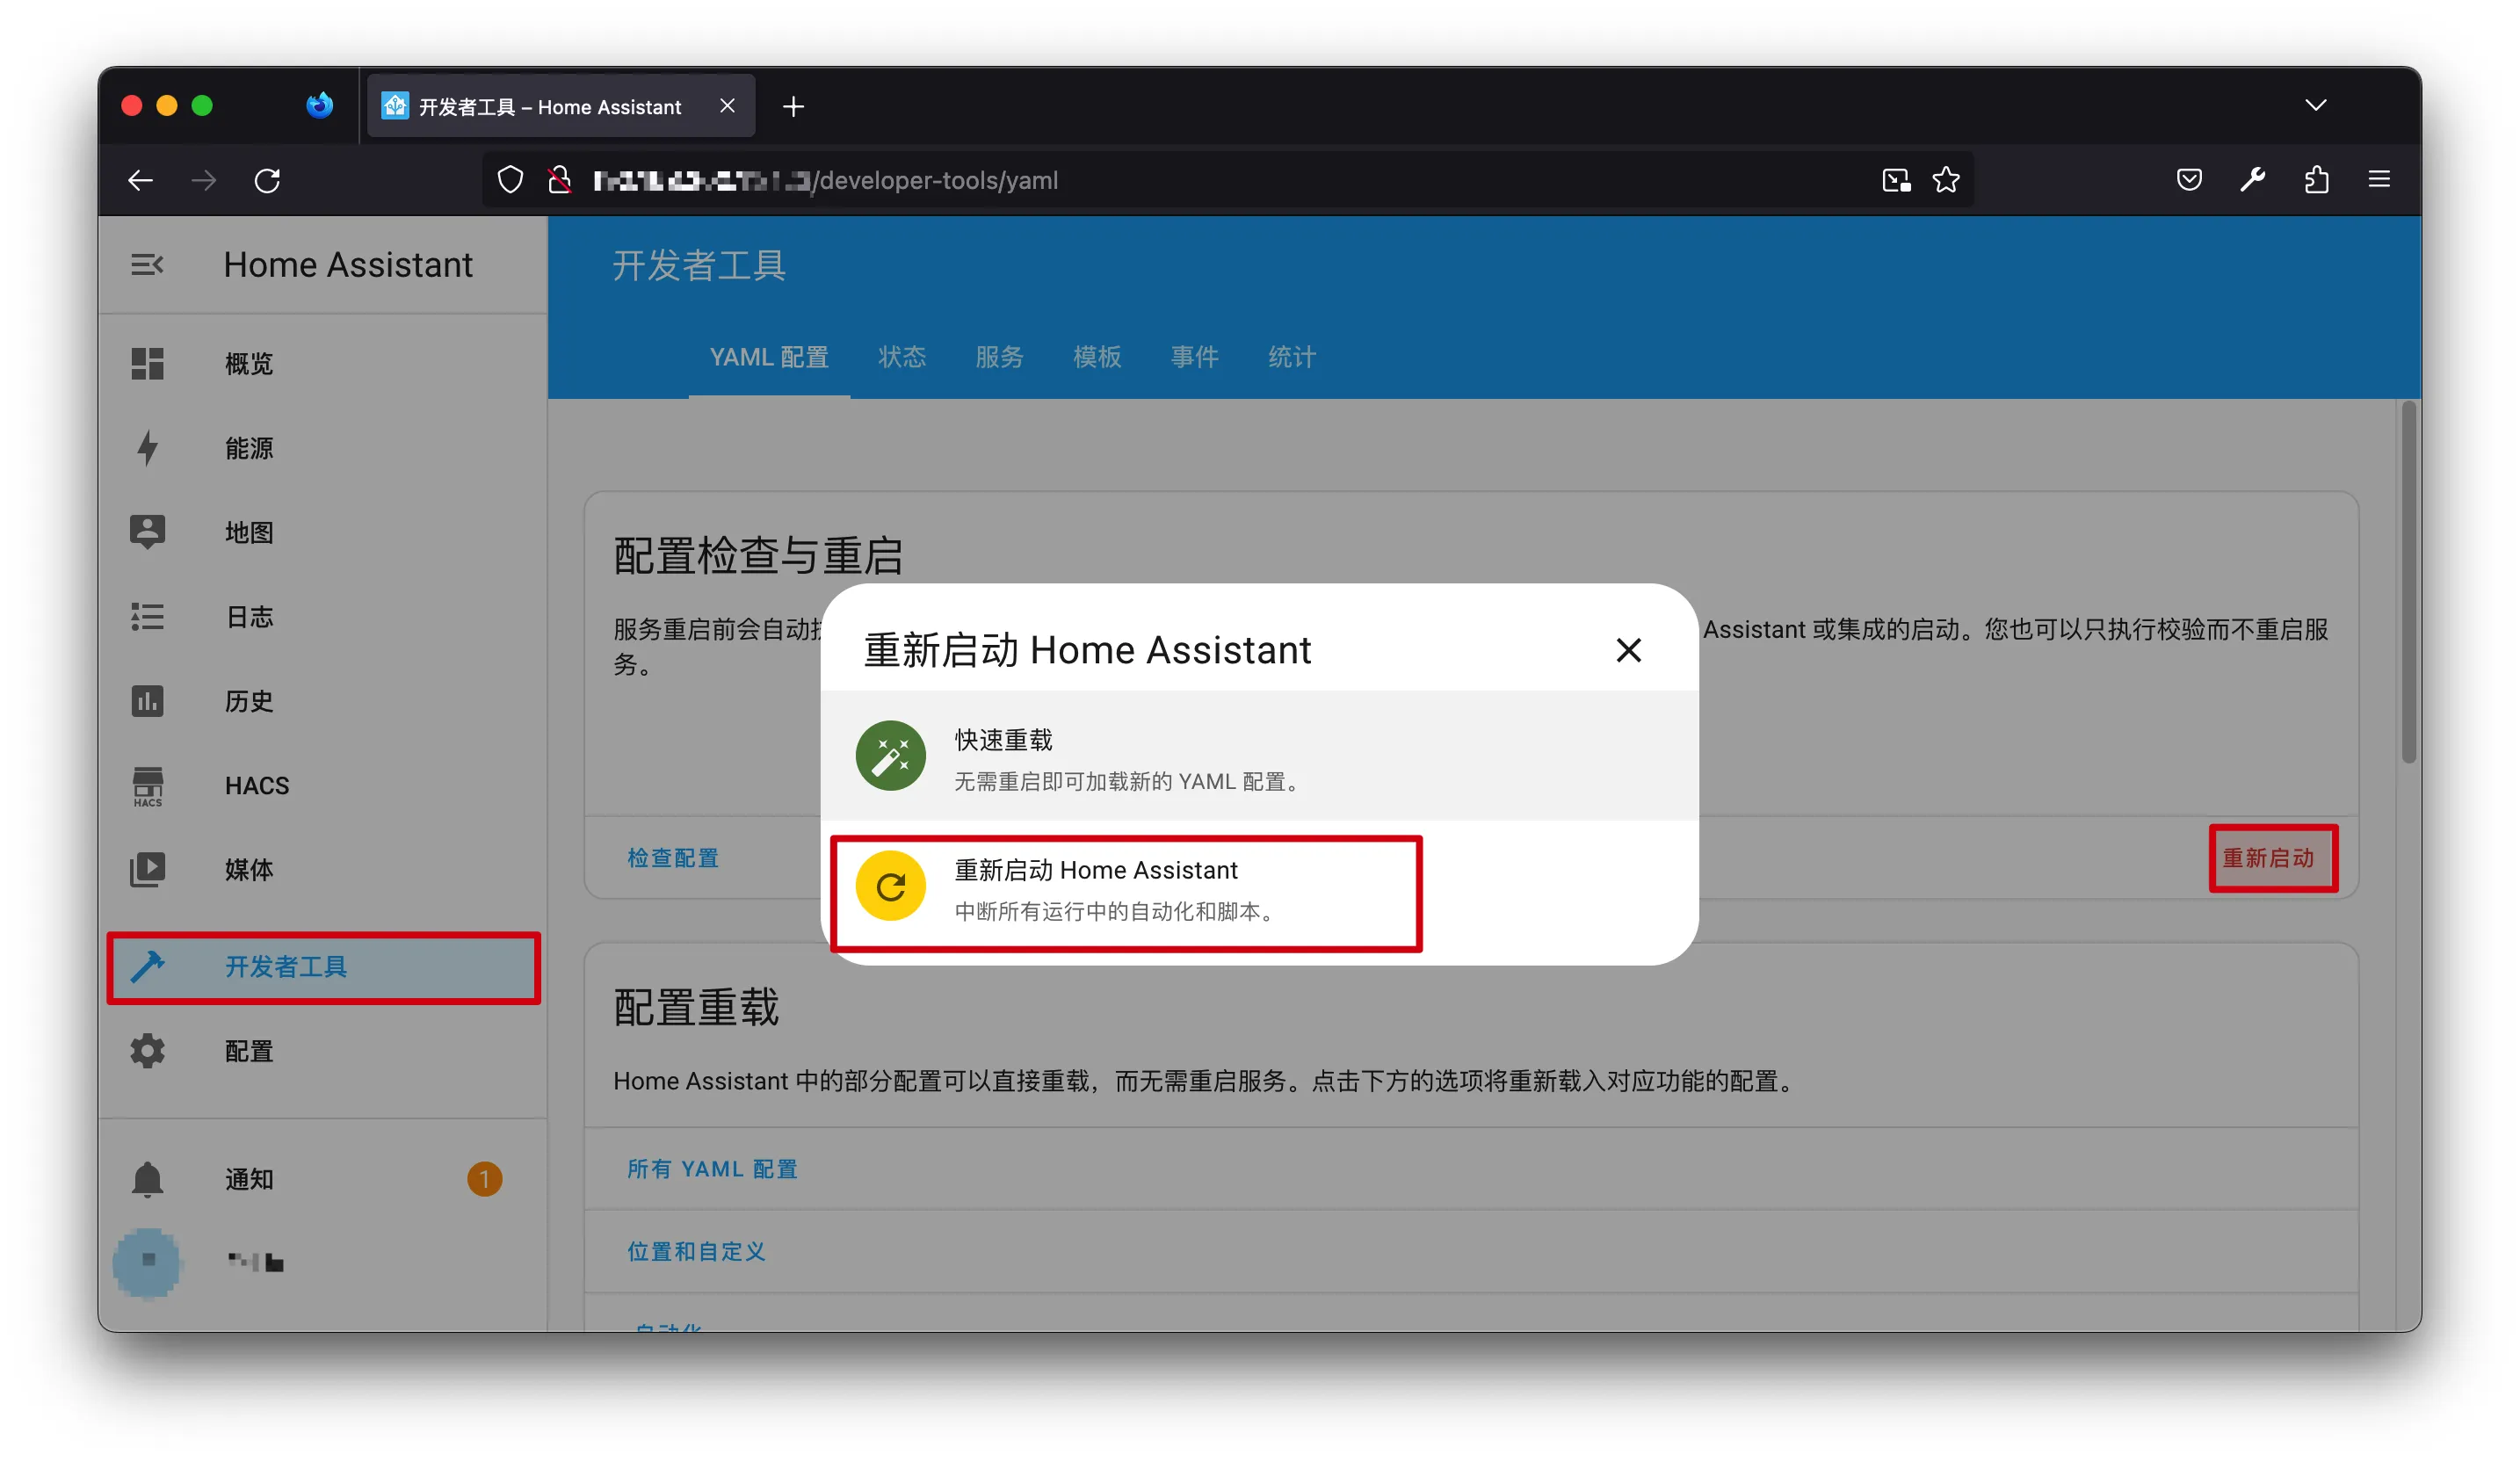 开发者工具 – Home Assistant
/developer-tools/yaml
Home Assistant
概览
能源
地图
日志
历史
HACS
HACS
媒体
开发者工具
配置
通知
1
开发者工具
YAML 配置
状态
服务
模板
事件
统计
配置检查与重启
服务重启前会自动
Assistant 或集成的启动。您也可以只执行校验而不重启服
务。
检查配置
重新启动
重新启动 Home Assistant
快速重载
无需重启即可加载新的 YAML 配置。
重新启动 Home Assistant
中断所有运行中的自动化和脚本。
配置重载
Home Assistant 中的部分配置可以直接重载，而无需重启服务。点击下方的选项将重新载入对应功能的配置。
所有 YAML 配置
位置和自定义
自动化